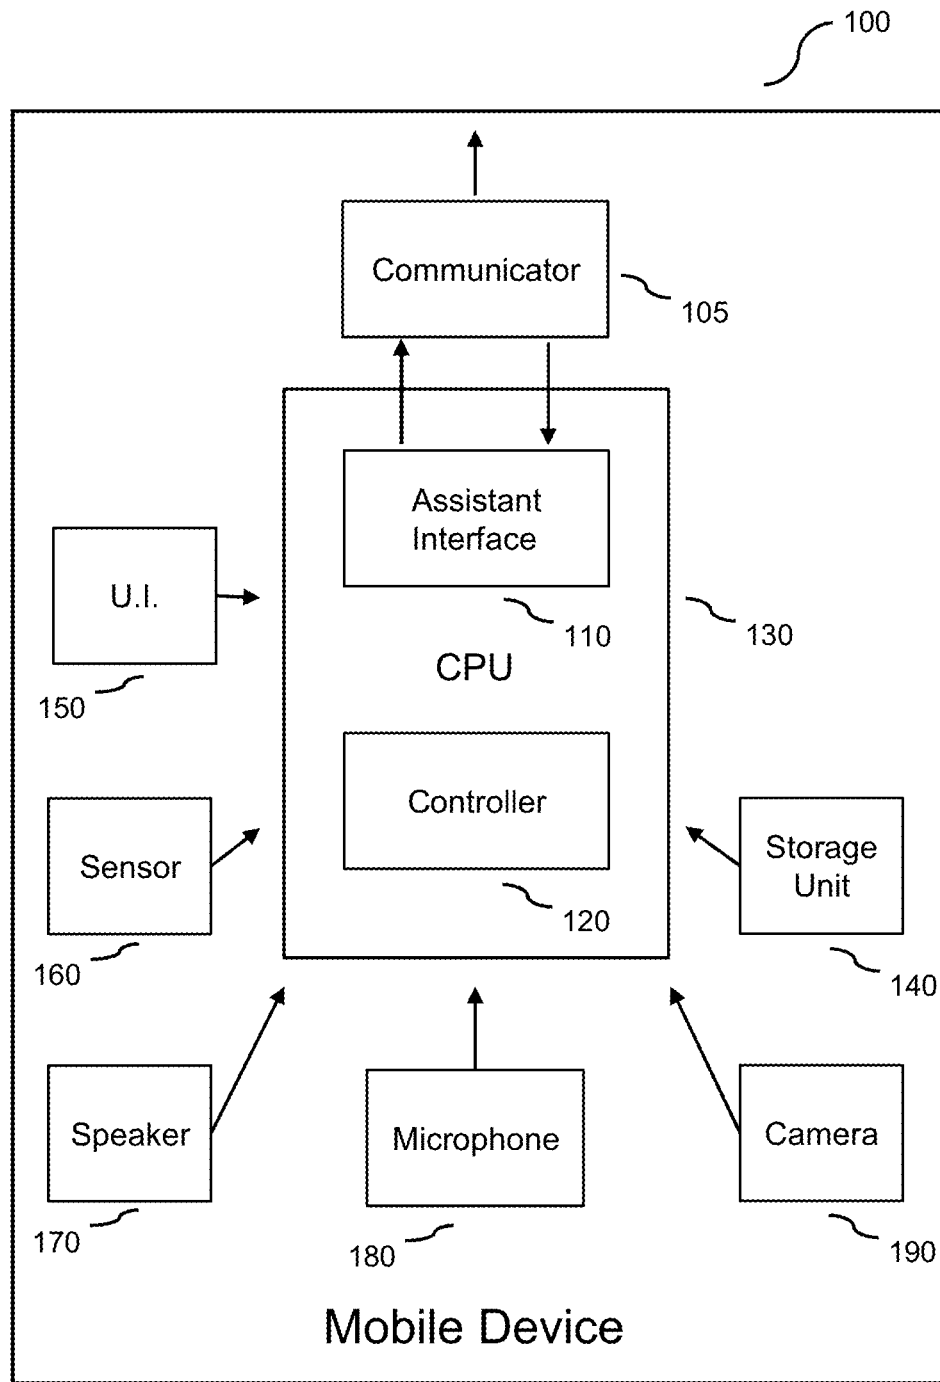 100
Communicator
105
Assistant
Interface
110
130
U.I.
150
CPU
Controller
120
Sensor
160
Storage
Unit
140
Speaker
170
Microphone
180
Camera
190
Mobile Device